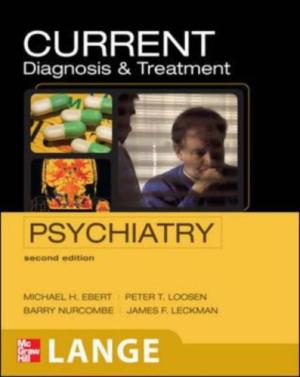 CURRENT
Diagnosis & Treatment
PSYCHIATRY
second edition
MICHAEL H. EBERT | PETER T. LOOSEN
BARRY NURCOMBE | JAMES F. LECKMAN
Mc
Graw
Hill
LANGE